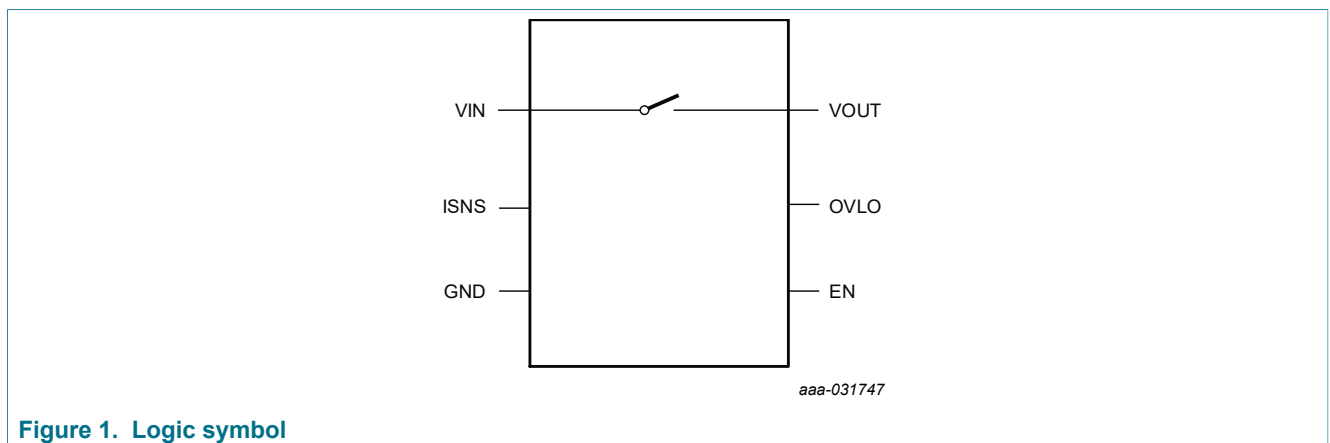 VIN
VOUT
ISNS
OVLO
GND
EN
aaa-031747
Figure 1. Logic symbol